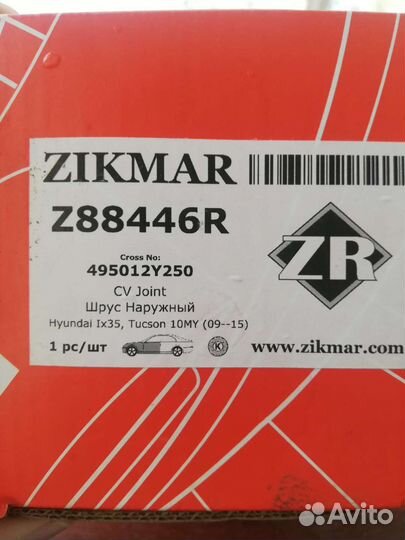 ZIKMAR
Z88446R
Cross No:
495012Y250
CV Joint
Шрус Наружный
Hyundai Ix35, Tucson 10MY (09--15)
1 pc/шт
ZR
www.zikmar.com
Avito